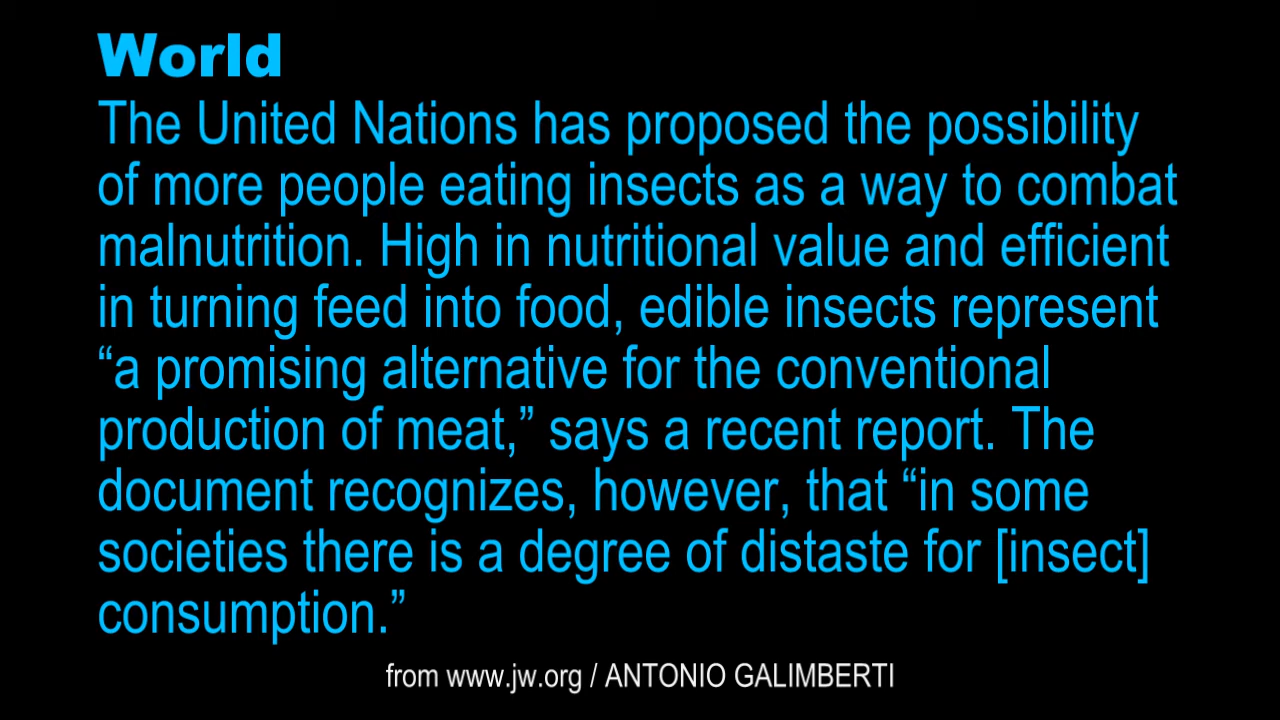 World
The United Nations has proposed the possibility
of more people eating insects as a way to combat
malnutrition. High in nutritional value and efficient
in turning feed into food, edible insects represent
“a promising alternative for the conventional
production of meat,” says a recent report. The
document recognizes, however, that “in some
societies there is a degree of distaste for [insect]
consumption.”
from www.jw.org / ANTONIO GALIMBERTI